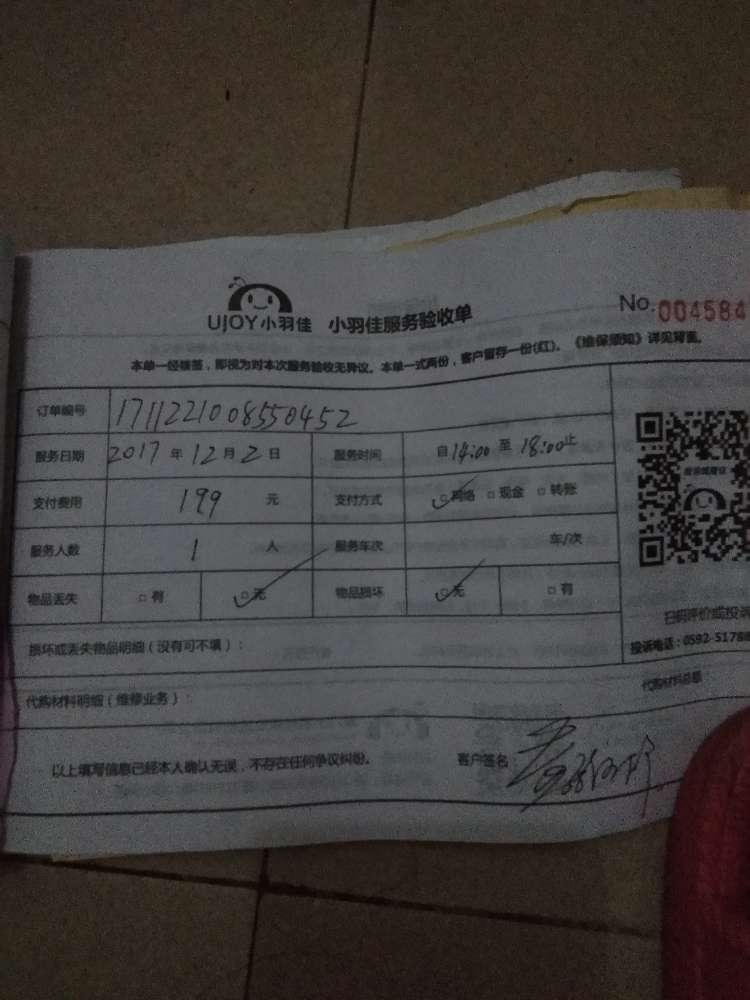 UJOY小羽佳 小羽佳服务验收单 No.004584
本单一经核签，即视为对本次服务验收无异议。本单一式两份，客户留存一份(红)。《维保须知》详见背面。
订单编号 1711221008550452
服务日期 2017 年 12 月 2 日 服务时间 自 14:00 至 18:00 止
支付费用 199 元 支付方式 ☑网络 □现金 □转账
服务人数 1 人 服务车次 车/次
物品丢失 □有 ☑无 物品损坏 ☑无 □有
扫码评价或投诉
损坏或丢失物品明细（没有可不填）：
投诉电话：0592-51788
代购材料明细（维修业务）：
代购材料总额
以上填写信息已经本人确认无误，不存在任何争议纠纷。 客户签名：